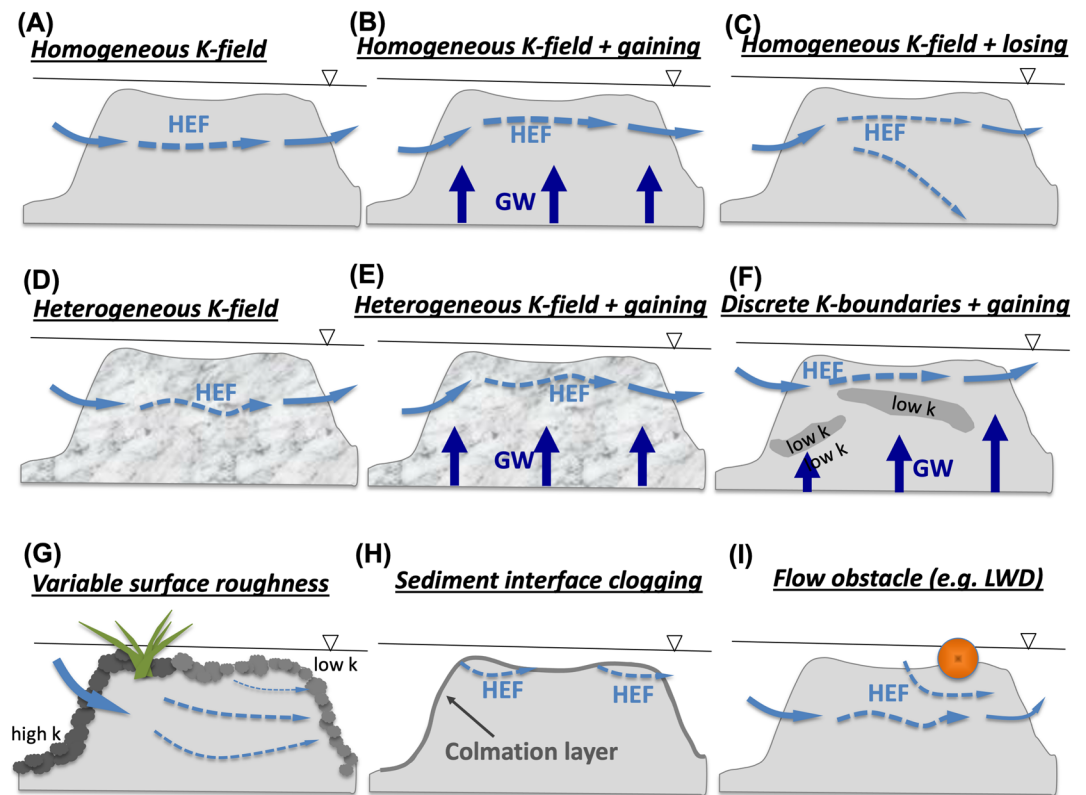 (A)
Homogeneous K-field
HEF
(B)
Homogeneous K-field + gaining
HEF
GW
(C)
Homogeneous K-field + losing
HEF
(D)
Heterogeneous K-field
HEF
(E)
Heterogeneous K-field + gaining
HEF
GW
(F)
Discrete K-boundaries + gaining
HEF
low k
low k
low k
GW
(G)
Variable surface roughness
low k
high k
(H)
Sediment interface clogging
HEF
HEF
Colmation layer
(I)
Flow obstacle (e.g. LWD)
HEF